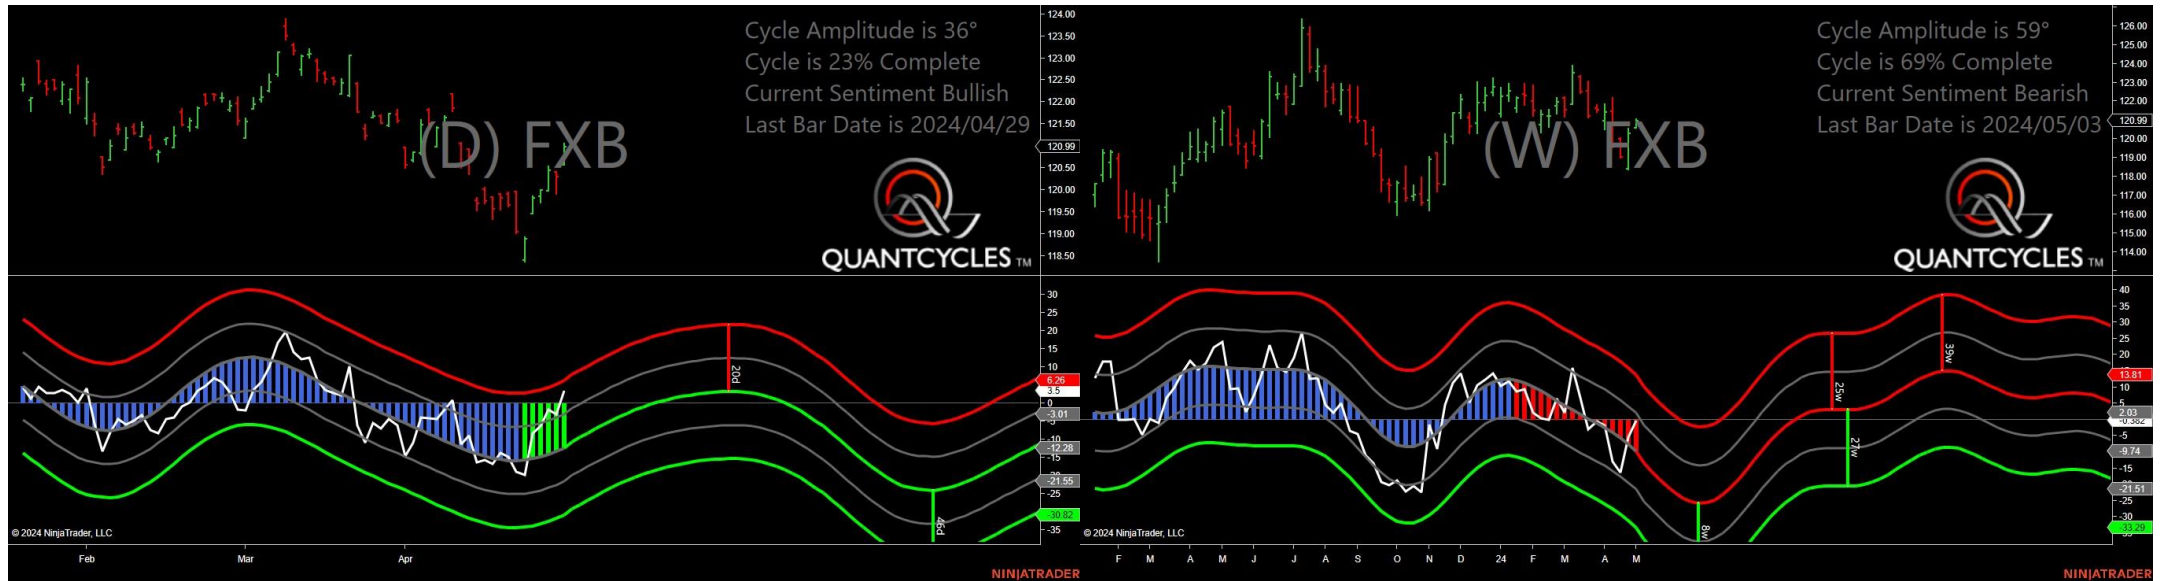 Cycle Amplitude is 36°
Cycle is 23% Complete
Current Sentiment Bullish
Last Bar Date is 2024/04/29
(D) FXB
QUANTCYCLES TM
124.00
123.50
123.00
122.50
122.00
121.50
120.99
120.50
120.00
119.50
119.00
118.50
30
25
20
15
10
6.26
3.5
0
-3.01
-5
-10
-12.28
-15
-21.55
-25
-30.82
-35
20d
46d
© 2024 NinjaTrader, LLC
Feb Mar Apr
NINJATRADER
Cycle Amplitude is 59°
Cycle is 69% Complete
Current Sentiment Bearish
Last Bar Date is 2024/05/03
(W) FXB
QUANTCYCLES TM
126.00
125.00
124.00
123.00
122.00
120.99
120.00
119.00
118.00
117.00
116.00
115.00
114.00
40
35
30
25
20
13.81
10
5
2.03
-0.382
-5
-9.74
-15
-21.51
-25
-30
-33.29
25w
27w
39w
8w
© 2024 NinjaTrader, LLC
F M A M J J A S O N D 24 F M A M
NINJATRADER